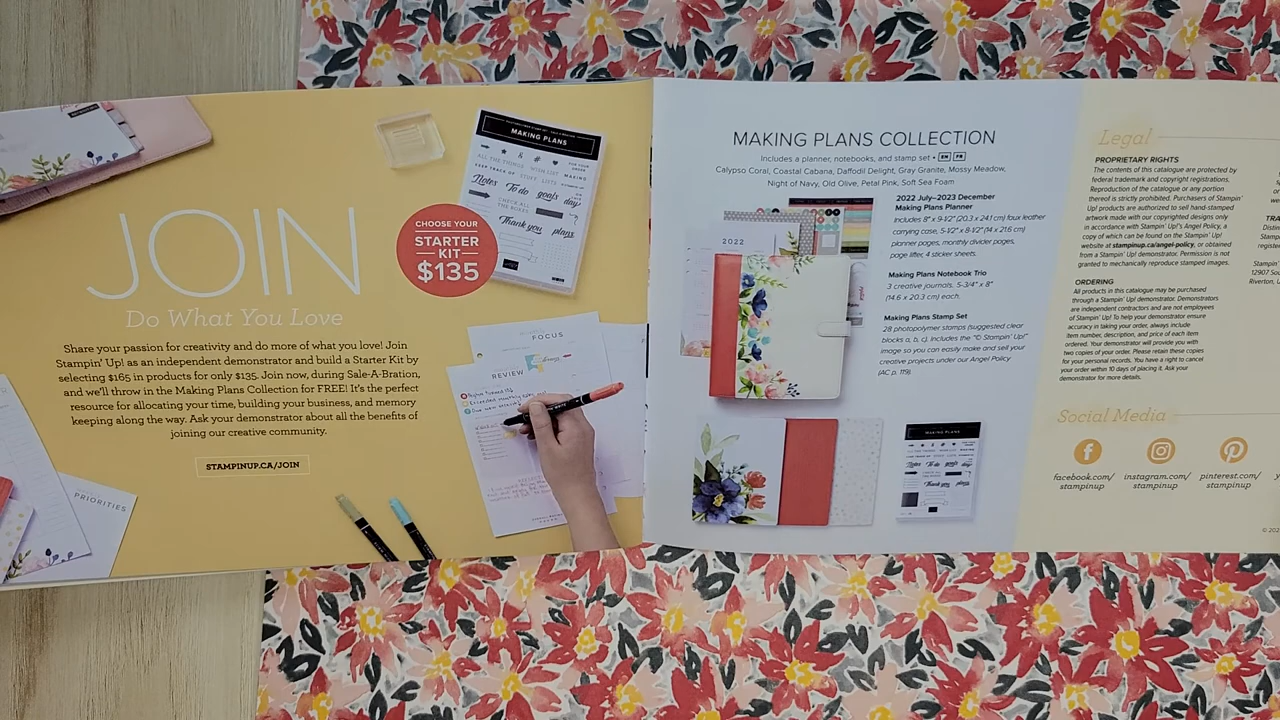 JOIN
Do What You Love
Share your passion for creativity and do more of what you love! Join
Stampin' Up! as an independent demonstrator and build a Starter Kit by
selecting $165 in products for only $135. Join now, during Sale-A-Bration,
and we'll throw in the Making Plans Collection for FREE! It's the perfect
resource for allocating your time, building your business, and memory
keeping along the way. Ask your demonstrator about all the benefits of
joining our creative community.
STAMPINUP.CA/JOIN
CHOOSE YOUR
STARTER
KIT
$135
MAKING PLANS
ALL THE THINGS
WISH LIST
MAKING
KEEP TRACK OF
STUFF
LISTS
Notes To do goals day
CHECK ALL
THE BOXES
Thank you plans
FOCUS
REVIEW
PRIORITIES
MAKING PLANS COLLECTION
Includes a planner, notebooks, and stamp set • EN FR
Calypso Coral, Coastal Cabana, Daffodil Delight, Gray Granite, Mossy Meadow,
Night of Navy, Old Olive, Petal Pink, Soft Sea Foam
2022 July–2023 December
Making Plans Planner
Includes 8" x 9-1/2" (20.3 x 24.1 cm) faux leather
carrying case, 5-1/2" x 8-1/2" (14 x 21.6 cm)
planner pages, monthly divider pages,
page lifter, 4 sticker sheets.
Making Plans Notebook Trio
3 creative journals. 5-3/4" x 8"
(14.6 x 20.3 cm) each.
Making Plans Stamp Set
28 photopolymer stamps (suggested clear
blocks a, b, c). Includes the "© Stampin' Up!"
image so you can easily make and sell your
creative projects under our Angel Policy
(AC p. 119).
2022
MAKING PLANS
Legal
PROPRIETARY RIGHTS
The contents of this catalogue are protected by
federal trademark and copyright registrations.
Reproduction of the catalogue or any portion
thereof is strictly prohibited. Purchasers of Stampin'
Up! products are authorized to sell hand-stamped
artwork made with our copyrighted designs only
in accordance with Stampin' Up!'s Angel Policy, a
copy of which can be found on the Stampin' Up!
website at stampinup.ca/angel-policy, or obtained
from a Stampin' Up! demonstrator. Permission is not
granted to mechanically reproduce stamped images.
ORDERING
All products in this catalogue may be purchased
through a Stampin' Up! demonstrator. Demonstrators
are independent contractors and are not employees
of Stampin' Up! To help your demonstrator ensure
accuracy in taking your order, always include
item number, description, and price of each item
ordered. Your demonstrator will provide you with
two copies of your order. Please retain these copies
for your personal records. You have a right to cancel
your order within 10 days of placing it. Ask your
demonstrator for more details.
Social Media
facebook.com/
stampinup
instagram.com/
stampinup
pinterest.com/
stampinup